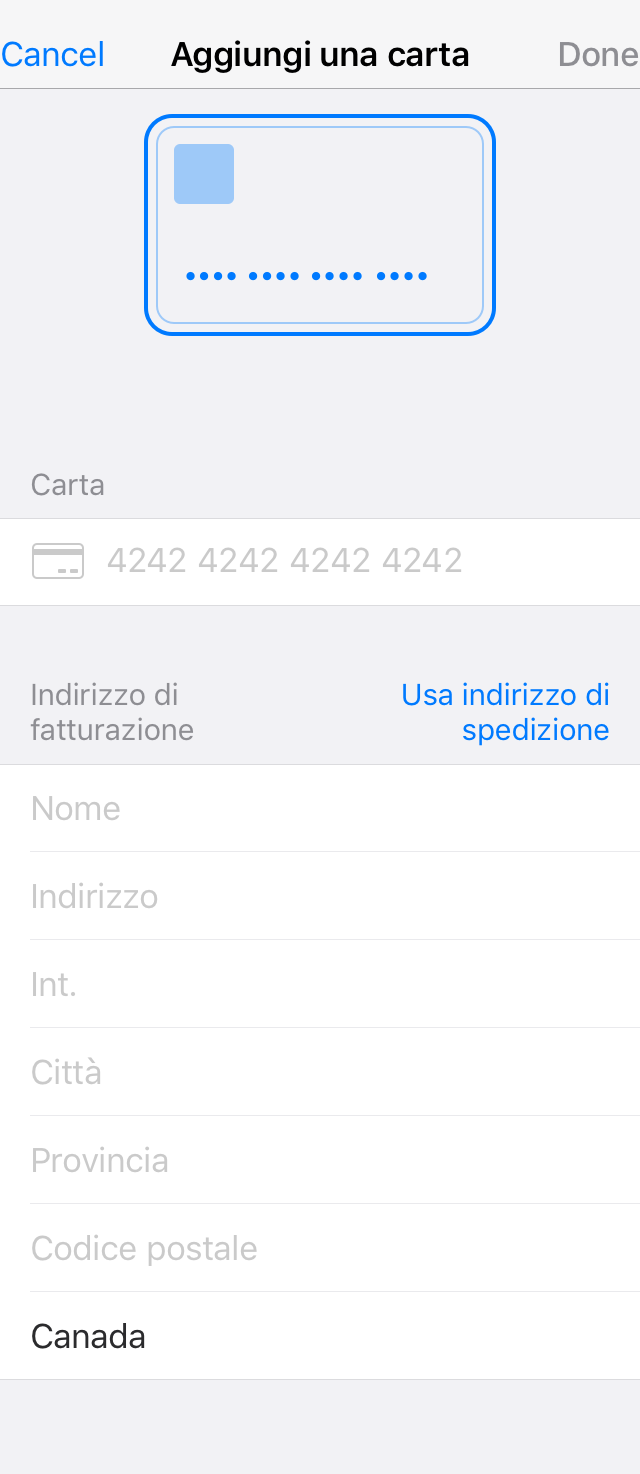 Cancel Aggiungi una carta Done
•••• •••• •••• ••••
Carta
4242 4242 4242 4242
Indirizzo di
fatturazione
Usa indirizzo di
spedizione
Nome
Indirizzo
Int.
Città
Provincia
Codice postale
Canada